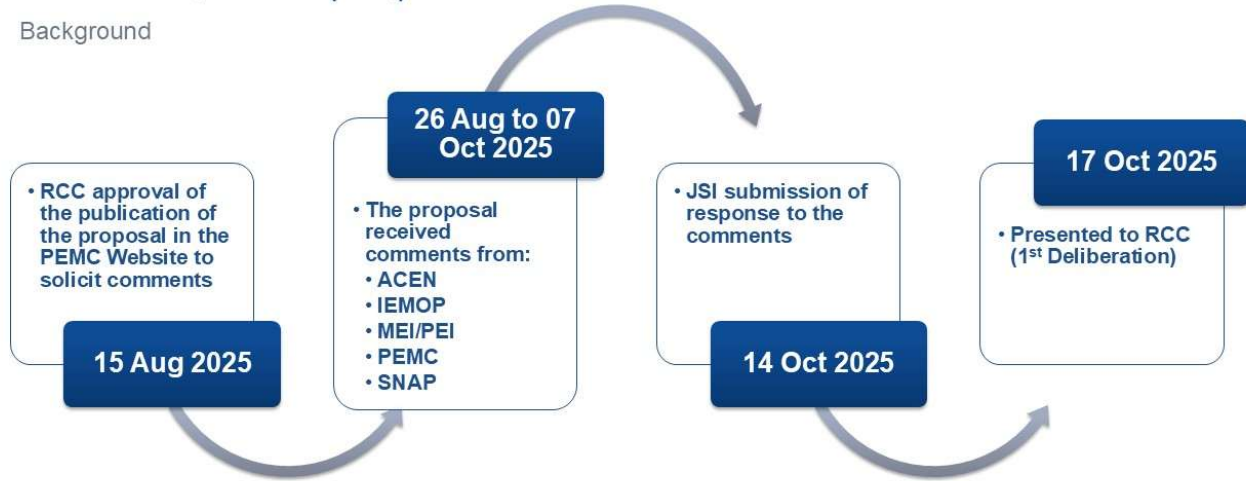 Background
• RCC approval of
the publication of
the proposal in the
PEMC Website to
solicit comments
15 Aug 2025
26 Aug to 07
Oct 2025
• The proposal
received
comments from:
• ACEN
• IEMOP
• MEI/PEI
• PEMC
• SNAP
• JSI submission of
response to the
comments
14 Oct 2025
17 Oct 2025
• Presented to RCC
(1st Deliberation)